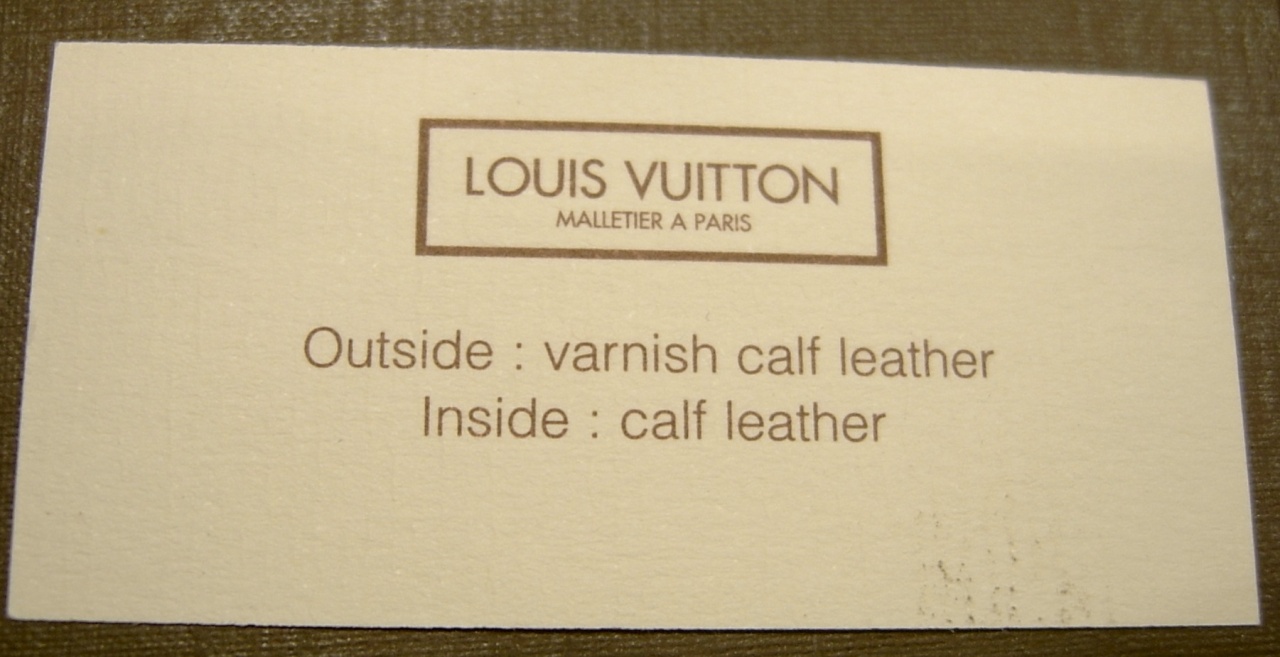 LOUIS VUITTON
MALLETIER A PARIS
Outside : varnish calf leather
Inside : calf leather